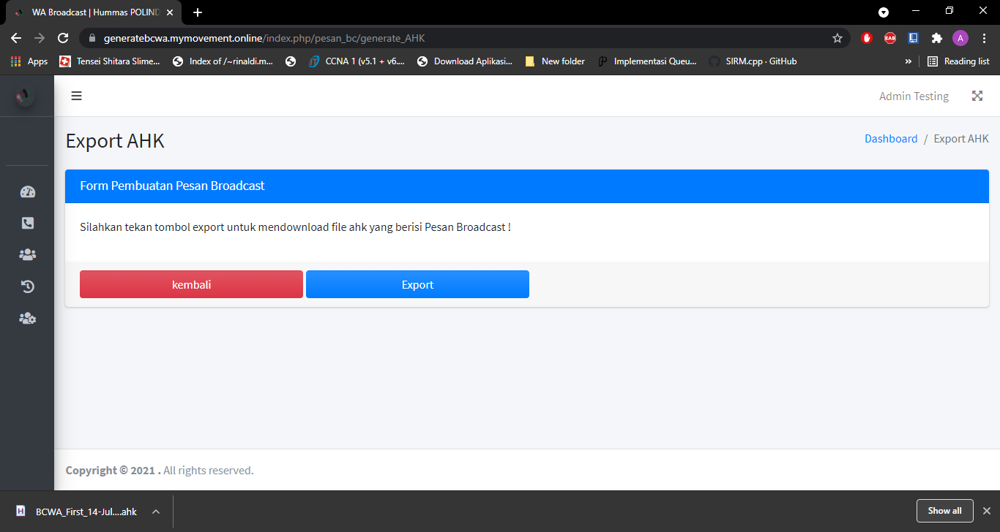 WA Broadcast | Hummas POLIND
generatebcwa.mymovement.online/index.php/pesan_bc/generate_AHK
EAB
A
Apps
Tensei Shitara Slime...
Index of /~rinaldi.m...
CCNA 1 (v5.1 + v6....
Download Aplikasi...
New folder
Implementasi Queu...
SIRM.cpp · GitHub
»
Reading list
Admin Testing
Export AHK
Dashboard / Export AHK
Form Pembuatan Pesan Broadcast
Silahkan tekan tombol export untuk mendownload file ahk yang berisi Pesan Broadcast !
kembali
Export
Copyright © 2021 . All rights reserved.
H
BCWA_First_14-Jul....ahk
Show all